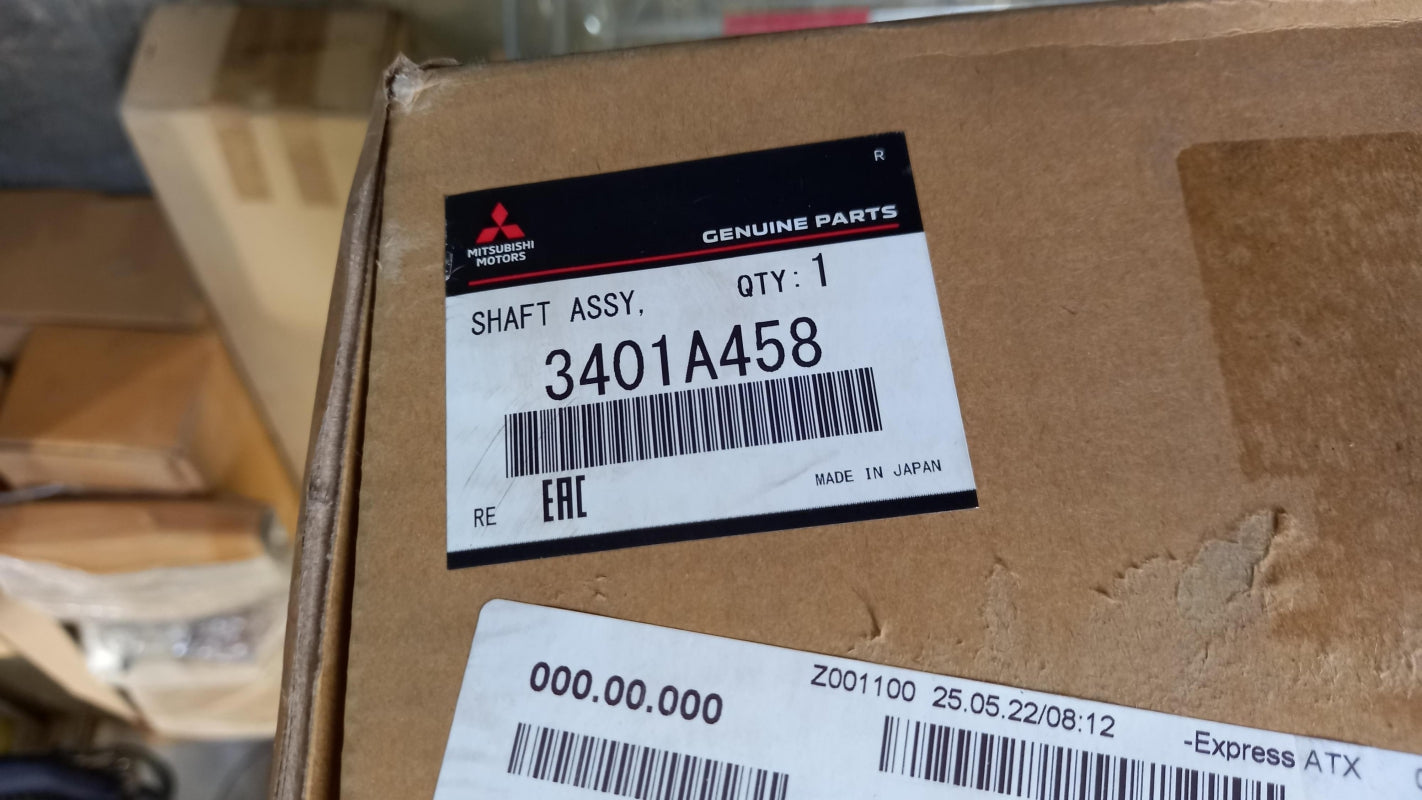 R
MITSUBISHI
MOTORS
GENUINE PARTS
SHAFT ASSY, QTY: 1
3401A458
RE EAC MADE IN JAPAN
000.00.000
Z001100 25.05.22/08:12
-Express ATX